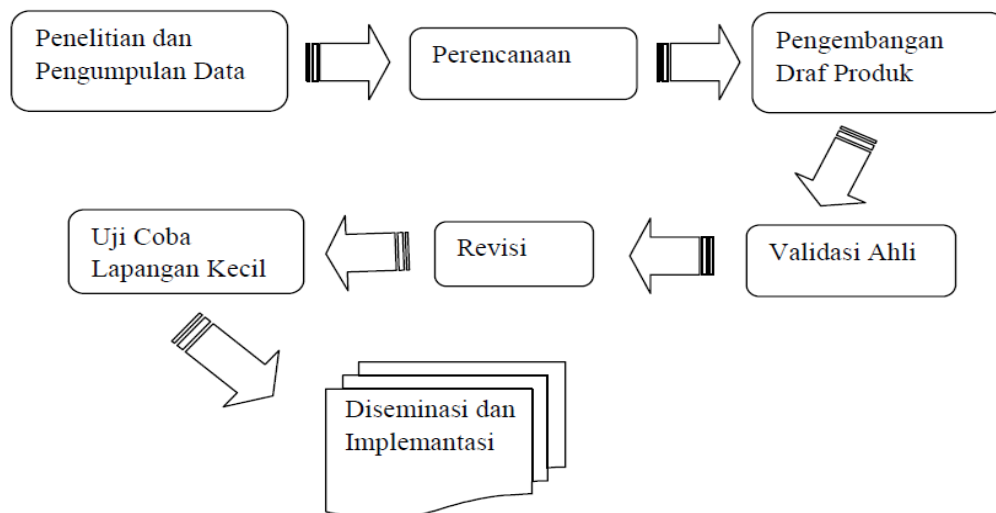 Penelitian dan
Pengumpulan Data
Perencanaan
Pengembangan
Draf Produk
Validasi Ahli
Revisi
Uji Coba
Lapangan Kecil
Diseminasi dan
Implemantasi